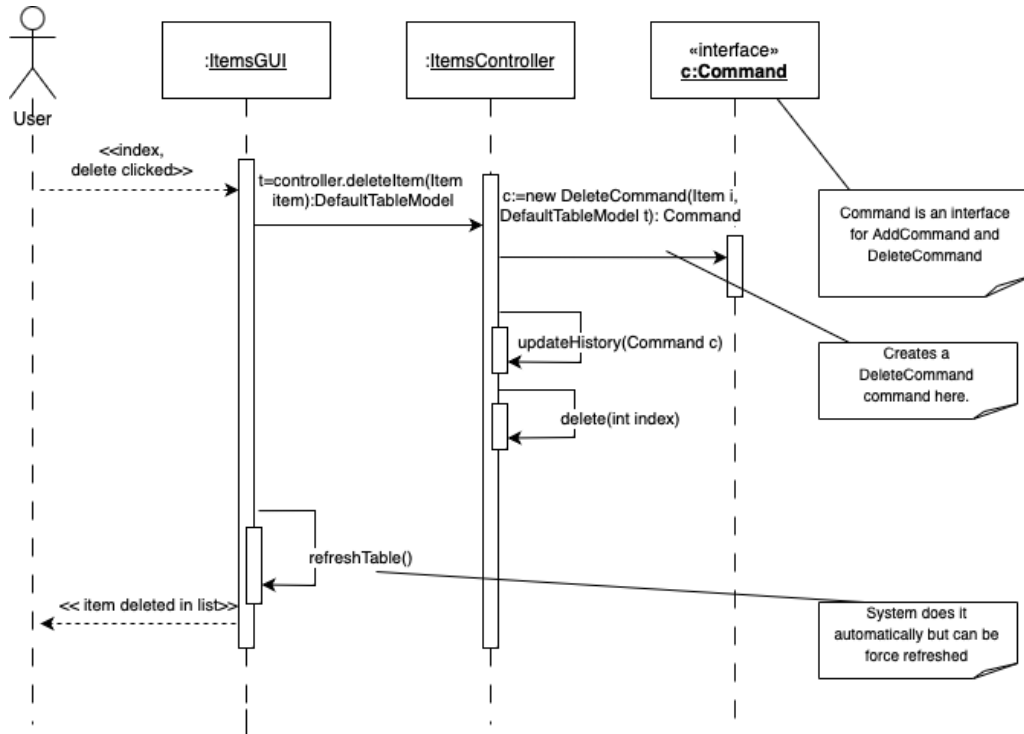 :ItemsGUI
:ItemsController
«interface»
c:Command
User
<<index,
delete clicked>>
t=controller.deleteItem(Item
item):DefaultTableModel
c:=new DeleteCommand(Item i,
DefaultTableModel t): Command
Command is an interface
for AddCommand and
DeleteCommand
updateHistory(Command c)
Creates a
DeleteCommand
command here.
delete(int index)
refreshTable()
<< item deleted in list>>
System does it
automatically but can be
force refreshed